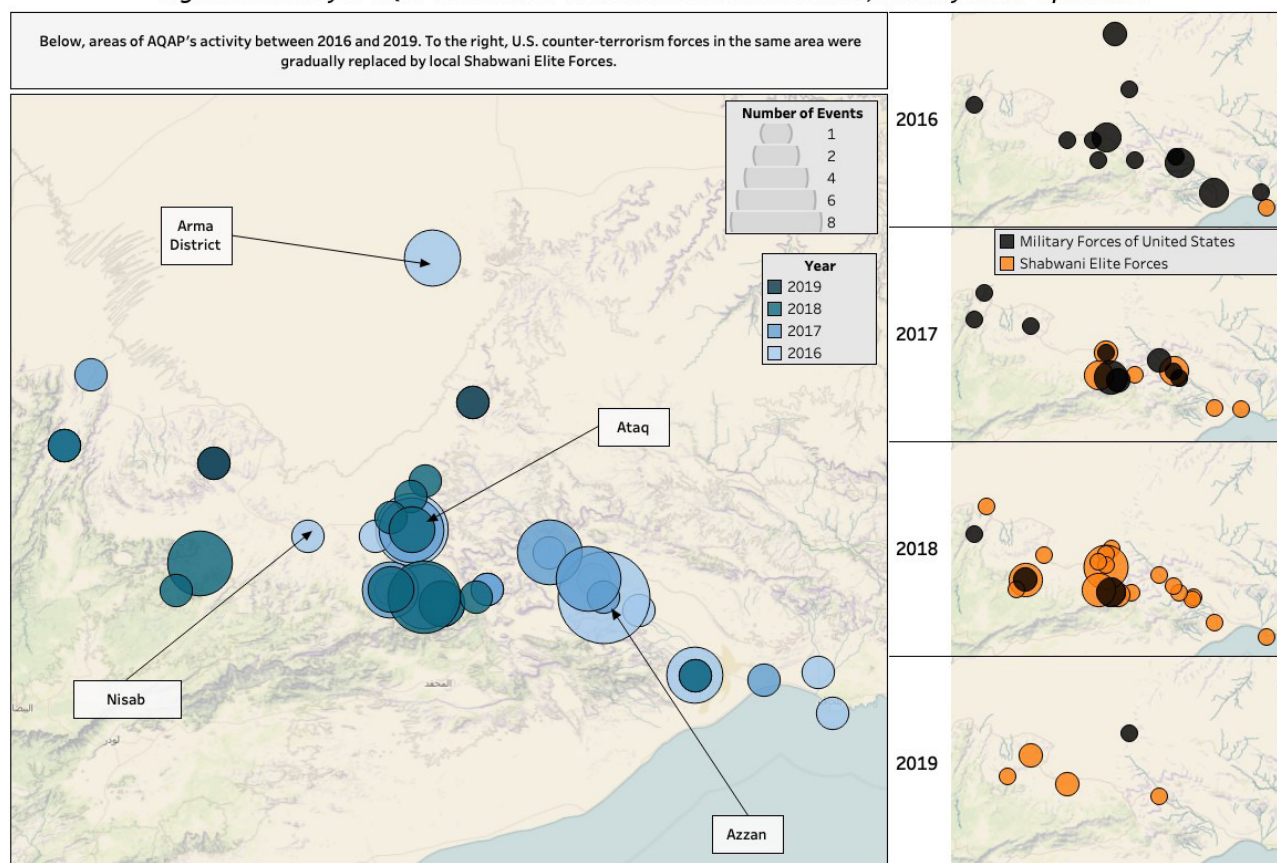 Below, areas of AQAP's activity between 2016 and 2019. To the right, U.S. counter-terrorism forces in the same area were
gradually replaced by local Shabwani Elite Forces.
Number of Events
1
2
4
6
8
Arma
District
Year
2019
2018
2017
2016
Ataq
Nisab
المحفد
لودر
Azzan
2016
Military Forces of United States
Shabwani Elite Forces
2017
2018
2019